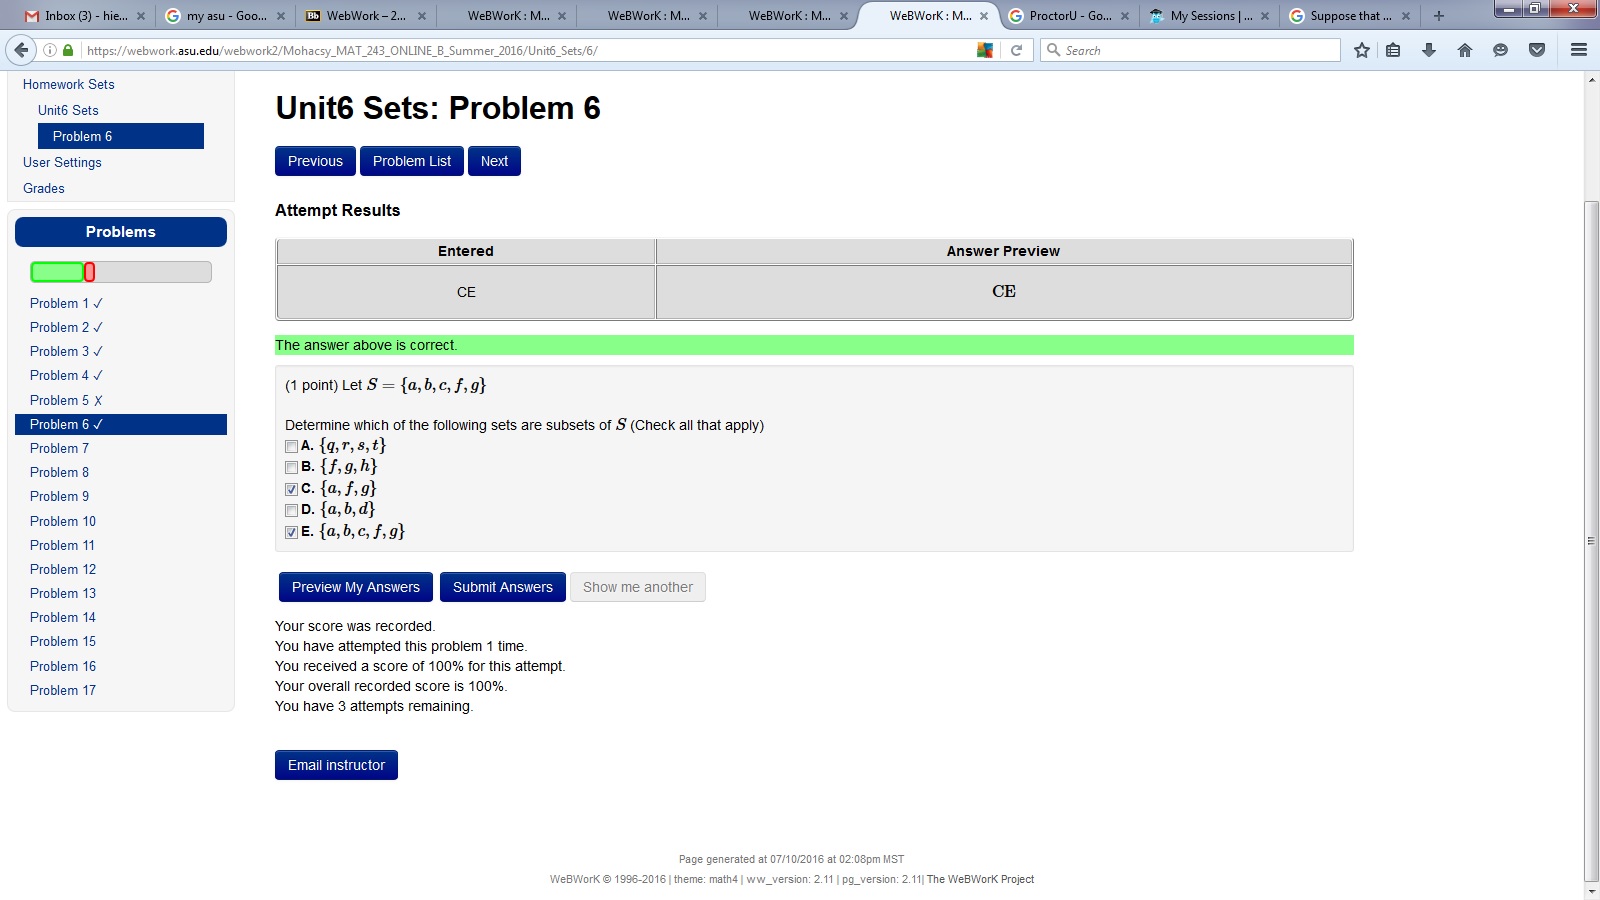 Inbox (3) - hie...
my asu - Goo...
Bb WebWork – 2...
WeBWorK : M...
WeBWorK : M...
WeBWorK : M...
WeBWorK : M...
ProctorU - Go...
My Sessions | ...
Suppose that ...
https://webwork.asu.edu/webwork2/Mohacsy_MAT_243_ONLINE_B_Summer_2016/Unit6_Sets/6/
Search
Homework Sets
Unit6 Sets
Problem 6
User Settings
Grades
Problems
Problem 1 ✓
Problem 2 ✓
Problem 3 ✓
Problem 4 ✓
Problem 5 ✗
Problem 6 ✓
Problem 7
Problem 8
Problem 9
Problem 10
Problem 11
Problem 12
Problem 13
Problem 14
Problem 15
Problem 16
Problem 17
Unit6 Sets: Problem 6
Previous Problem List Next
Attempt Results
Entered Answer Preview
CE CE
The answer above is correct.
(1 point) Let S = {a, b, c, f, g}
Determine which of the following sets are subsets of S (Check all that apply)
A. {q, r, s, t}
B. {f, g, h}
C. {a, f, g}
D. {a, b, d}
E. {a, b, c, f, g}
Preview My Answers Submit Answers Show me another
Your score was recorded.
You have attempted this problem 1 time.
You received a score of 100% for this attempt.
Your overall recorded score is 100%.
You have 3 attempts remaining.
Email instructor
Page generated at 07/10/2016 at 02:08pm MST
WeBWorK © 1996-2016 | theme: math4 | ww_version: 2.11 | pg_version: 2.11| The WeBWorK Project